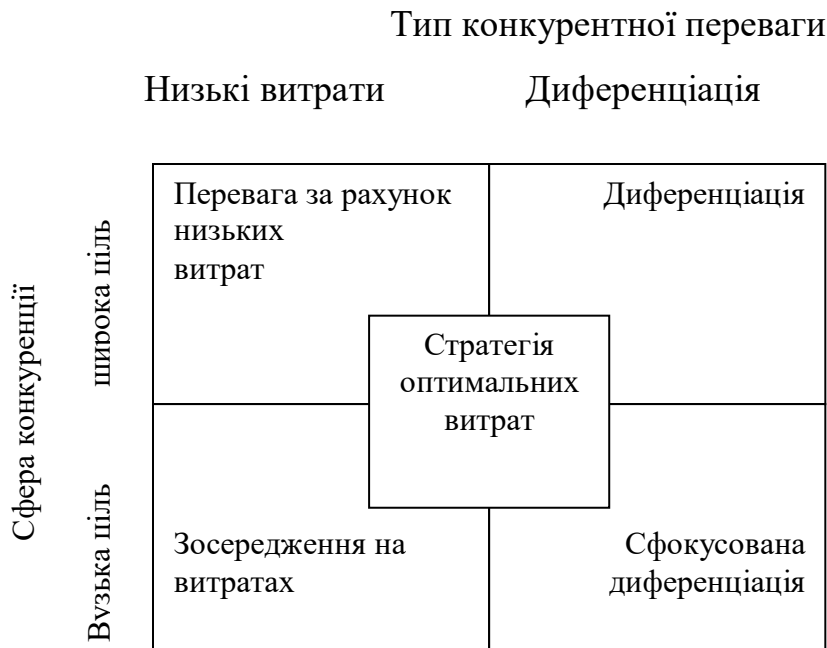 Тип конкурентної переваги
Низькі витрати Диференціація
Сфера конкуренції
широка ціль
Вузька ціль
Перевага за рахунок
низьких
витрат
Диференціація
Стратегія
оптимальних
витрат
Зосередження на
витратах
Сфокусована
диференціація